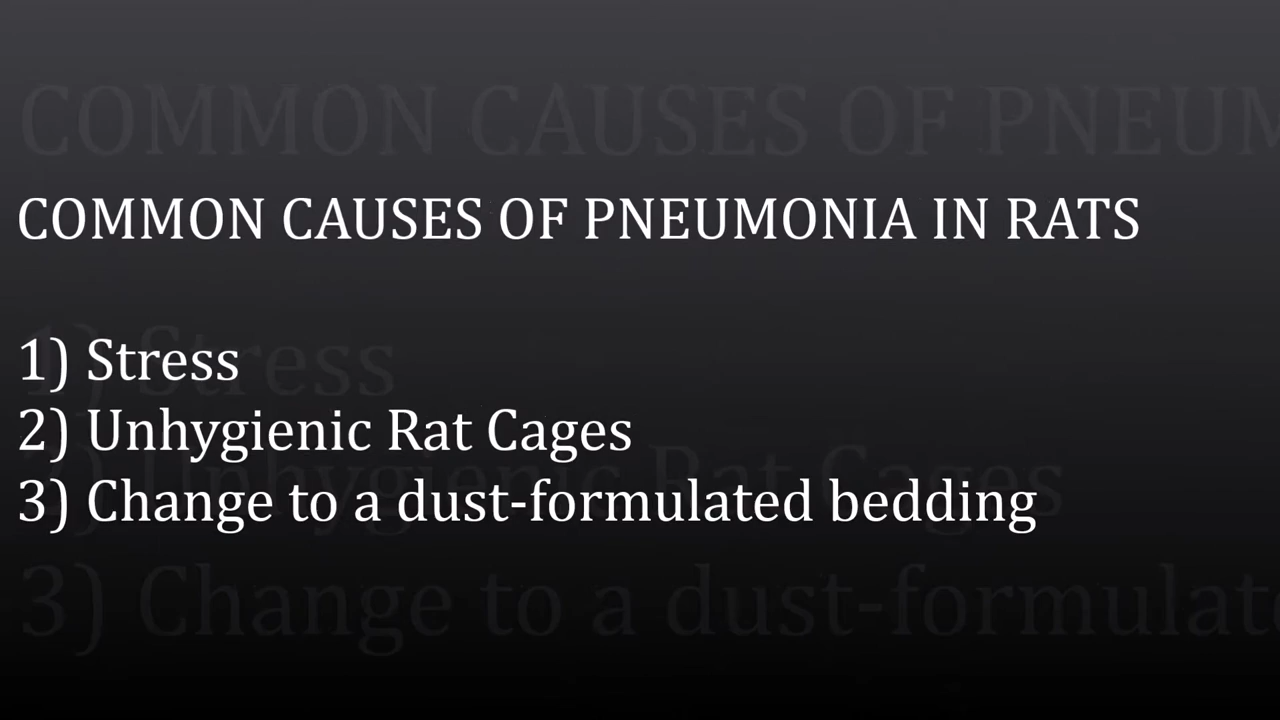 COMMON CAUSES OF PNEUMONIA IN RATS
1) Stress
2) Unhygienic Rat Cages
3) Change to a dust-formulated bedding